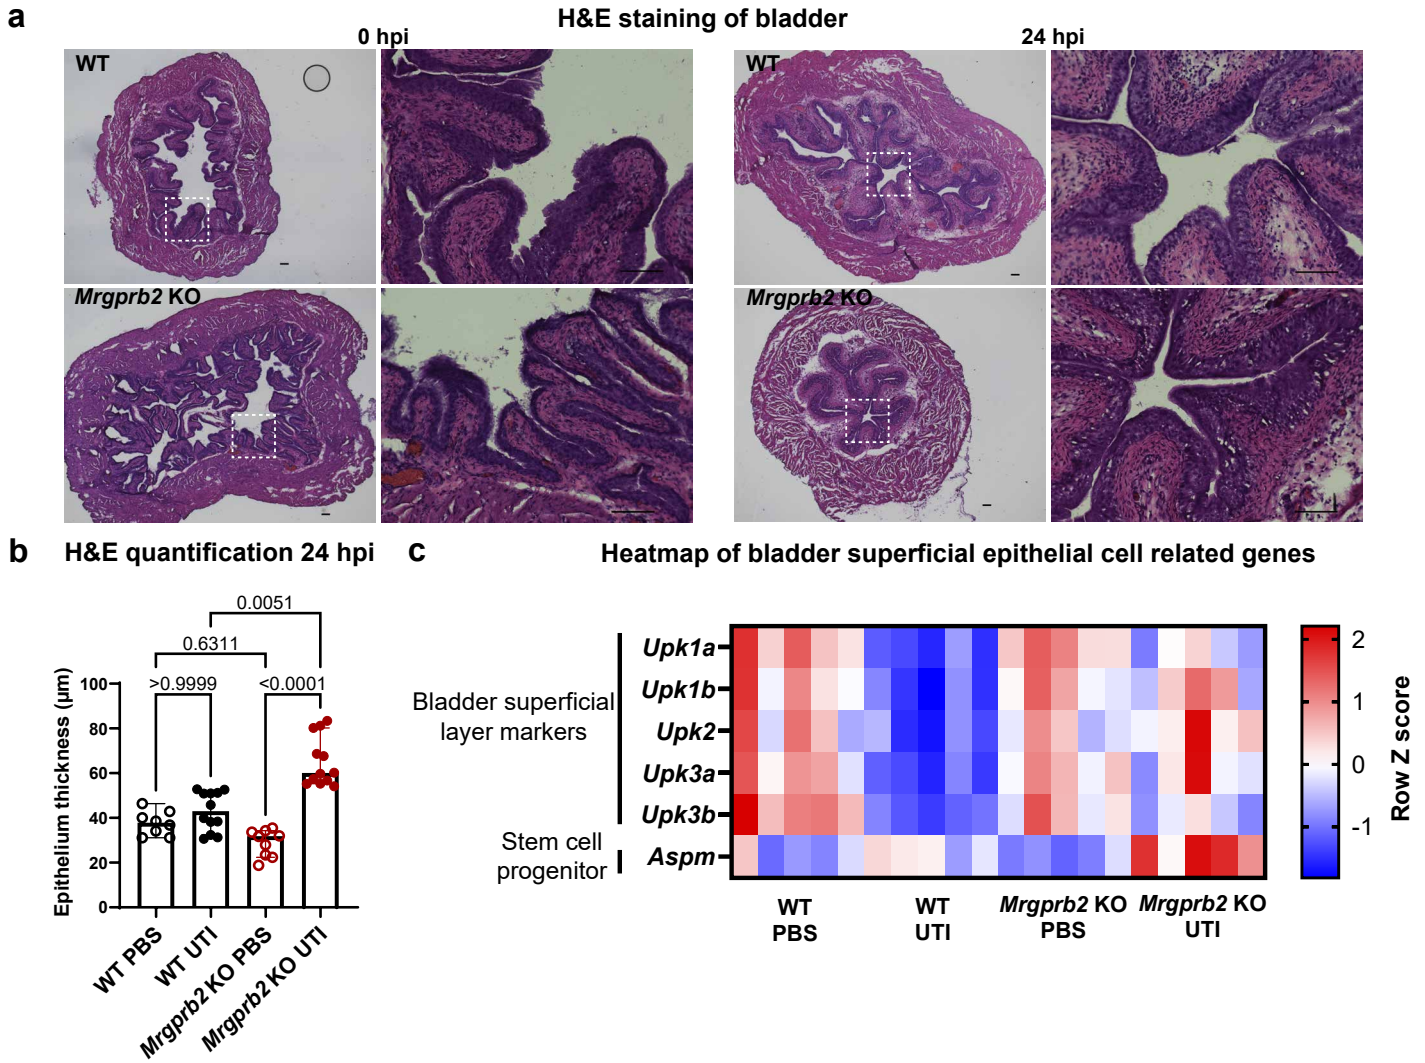 a
H&E staining of bladder
0 hpi
24 hpi
WT
WT
Mrgprb2 KO
Mrgprb2 KO
b
H&E quantification 24 hpi
0.0051
0.6311
>0.9999
<0.0001
Epithelium thickness (µm)
100
80
60
40
20
0
WT PBS
WT UTI
Mrgprb2 KO PBS
Mrgprb2 KO UTI
c
Heatmap of bladder superficial epithelial cell related genes
Bladder superficial
layer markers
Stem cell
progenitor
Upk1a
Upk1b
Upk2
Upk3a
Upk3b
Aspm
WT
PBS
WT
UTI
Mrgprb2 KO
PBS
Mrgprb2 KO
UTI
2
1
0
-1
Row Z score